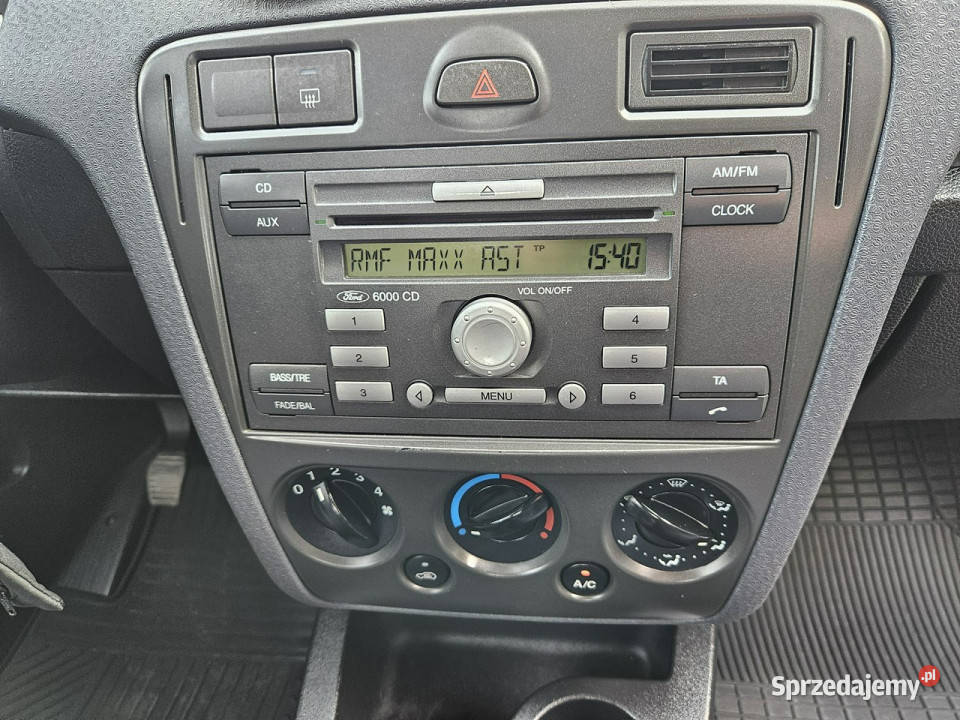 CD
AUX
AM/FM
CLOCK
RMF MAXX AST TP 15:40
Ford 6000 CD
VOL ON/OFF
1
2
3
4
5
6
BASS/TRE
FADE/BAL
MENU
TA
0 1 2 3 4
A/C
Sprzedajemy.pl